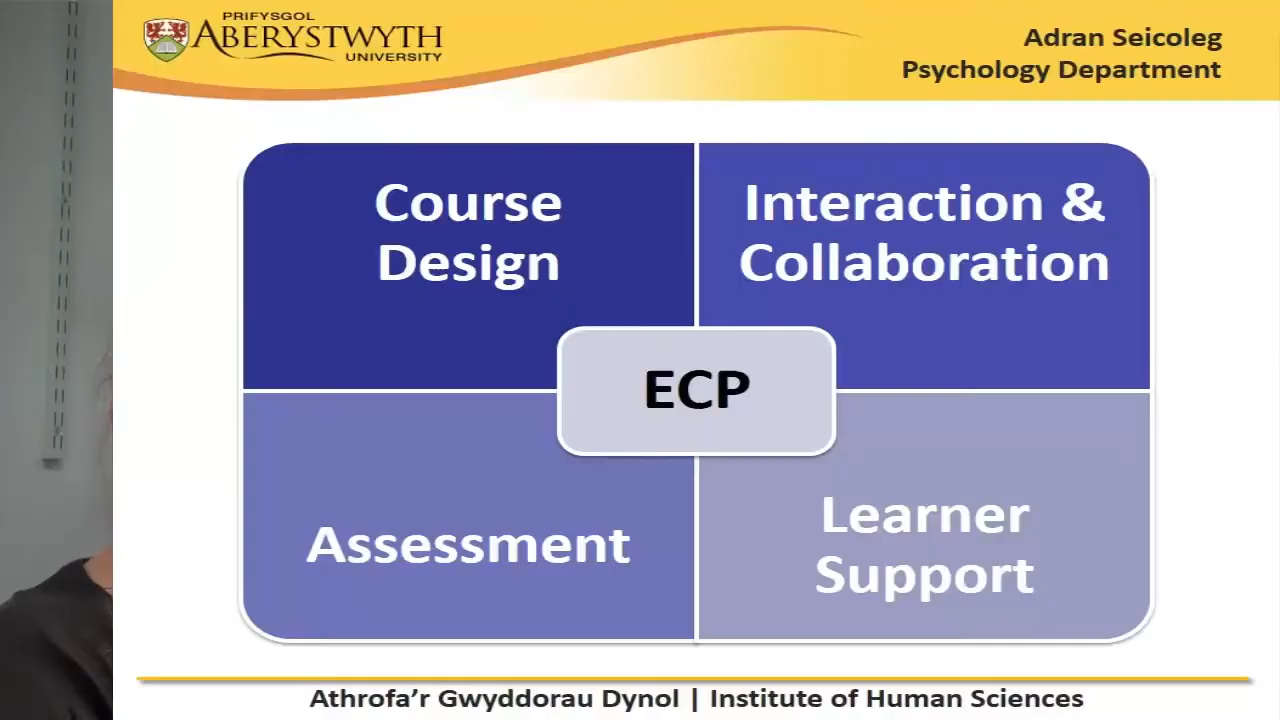 PRIFYSGOL
ABERYSTWYTH
UNIVERSITY
Adran Seicoleg
Psychology Department
Course
Design
Interaction &
Collaboration
ECP
Assessment
Learner
Support
Athrofa'r Gwyddorau Dynol | Institute of Human Sciences